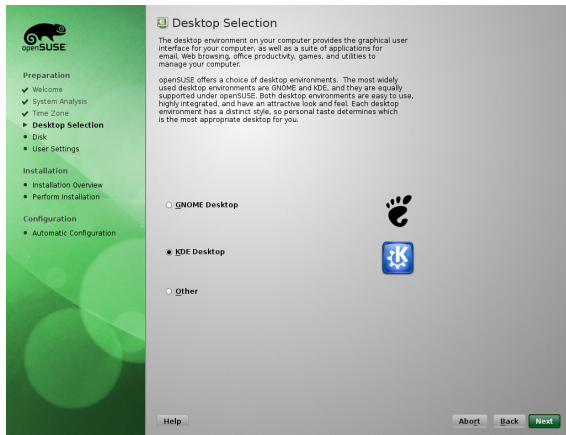 openSUSE
Preparation
Welcome
System Analysis
Time Zone
Desktop Selection
Disk
User Settings
Installation
Installation Overview
Perform Installation
Configuration
Automatic Configuration
Desktop Selection
The desktop environment on your computer provides the graphical user
interface for your computer, as well as a suite of applications for
email, Web browsing, office productivity, games, and utilities to
manage your computer.
openSUSE offers a choice of desktop environments. The most widely
used desktop environments are GNOME and KDE, and they are equally
supported under openSUSE. Both desktop environments are easy to use,
highly integrated, and have an attractive look and feel. Each desktop
environment has a distinct style, so personal taste determines which
is the most appropriate desktop for you.
GNOME Desktop
KDE Desktop
K
Other
Help
Abort
Back
Next